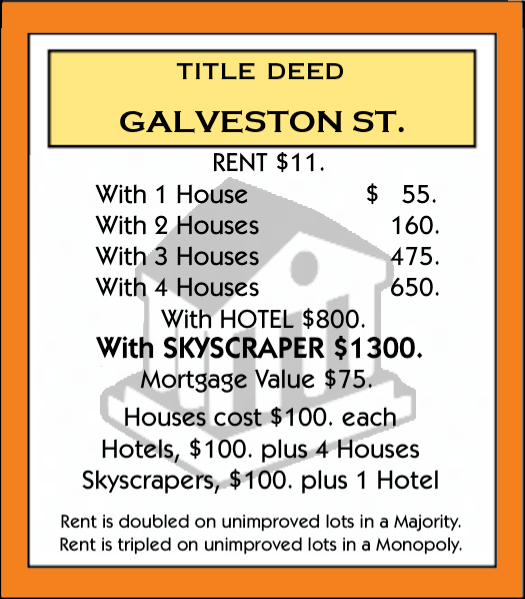 TITLE DEED
GALVESTON ST.
RENT $11.
With 1 House $ 55.
With 2 Houses 160.
With 3 Houses 475.
With 4 Houses 650.
With HOTEL $800.
With SKYSCRAPER $1300.
Mortgage Value $75.
Houses cost $100. each
Hotels, $100. plus 4 Houses
Skyscrapers, $100. plus 1 Hotel
Rent is doubled on unimproved lots in a Majority.
Rent is tripled on unimproved lots in a Monopoly.